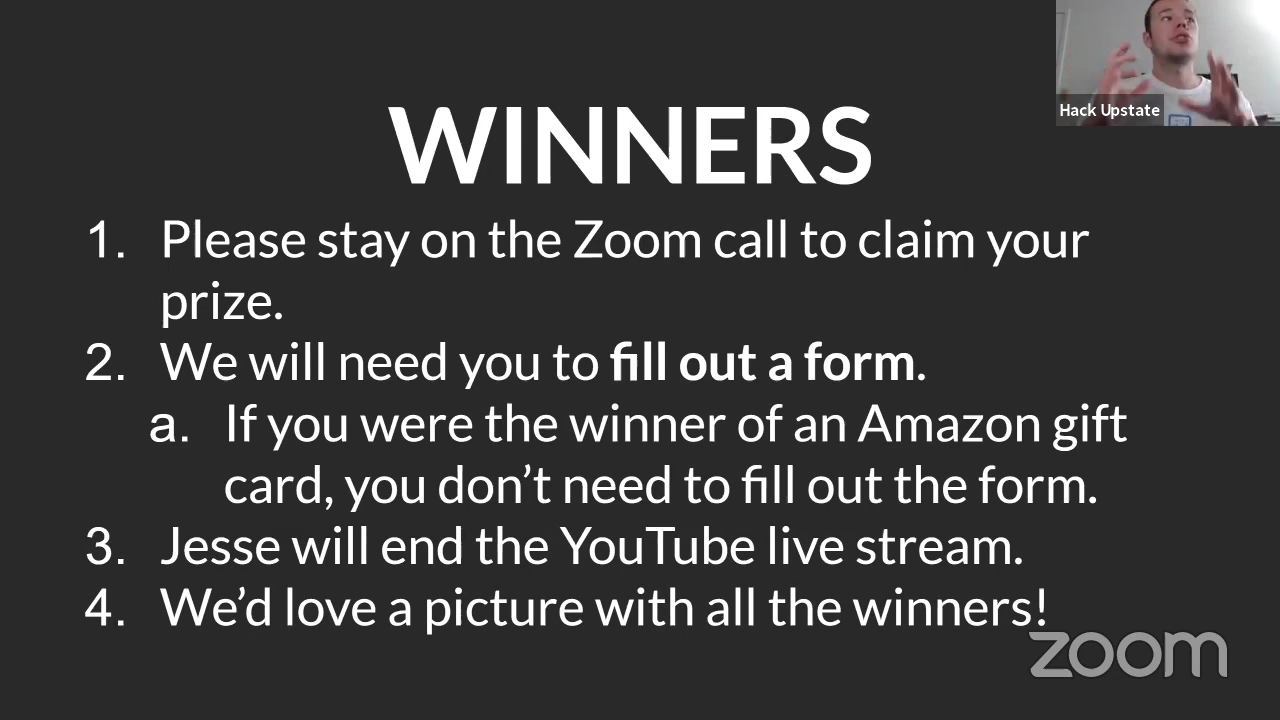 Hack Upstate
WINNERS
1. Please stay on the Zoom call to claim your
prize.
2. We will need you to fill out a form.
a. If you were the winner of an Amazon gift
card, you don’t need to fill out the form.
3. Jesse will end the YouTube live stream.
4. We’d love a picture with all the winners!
zoom